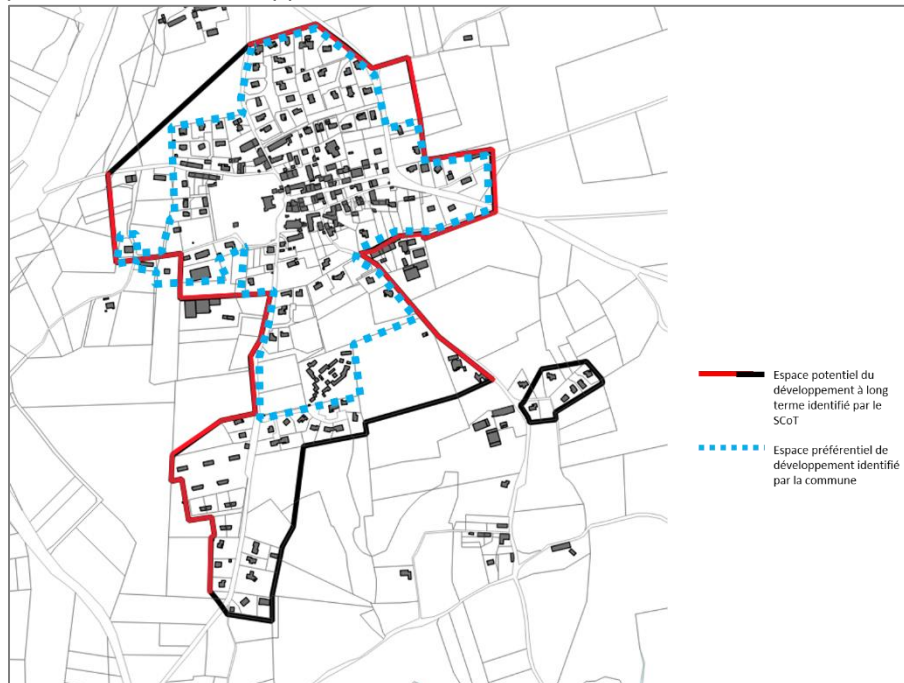 Espace potentiel du
développement à long
terme identifié par le
SCoT
Espace préférentiel de
développement identifié
par la commune